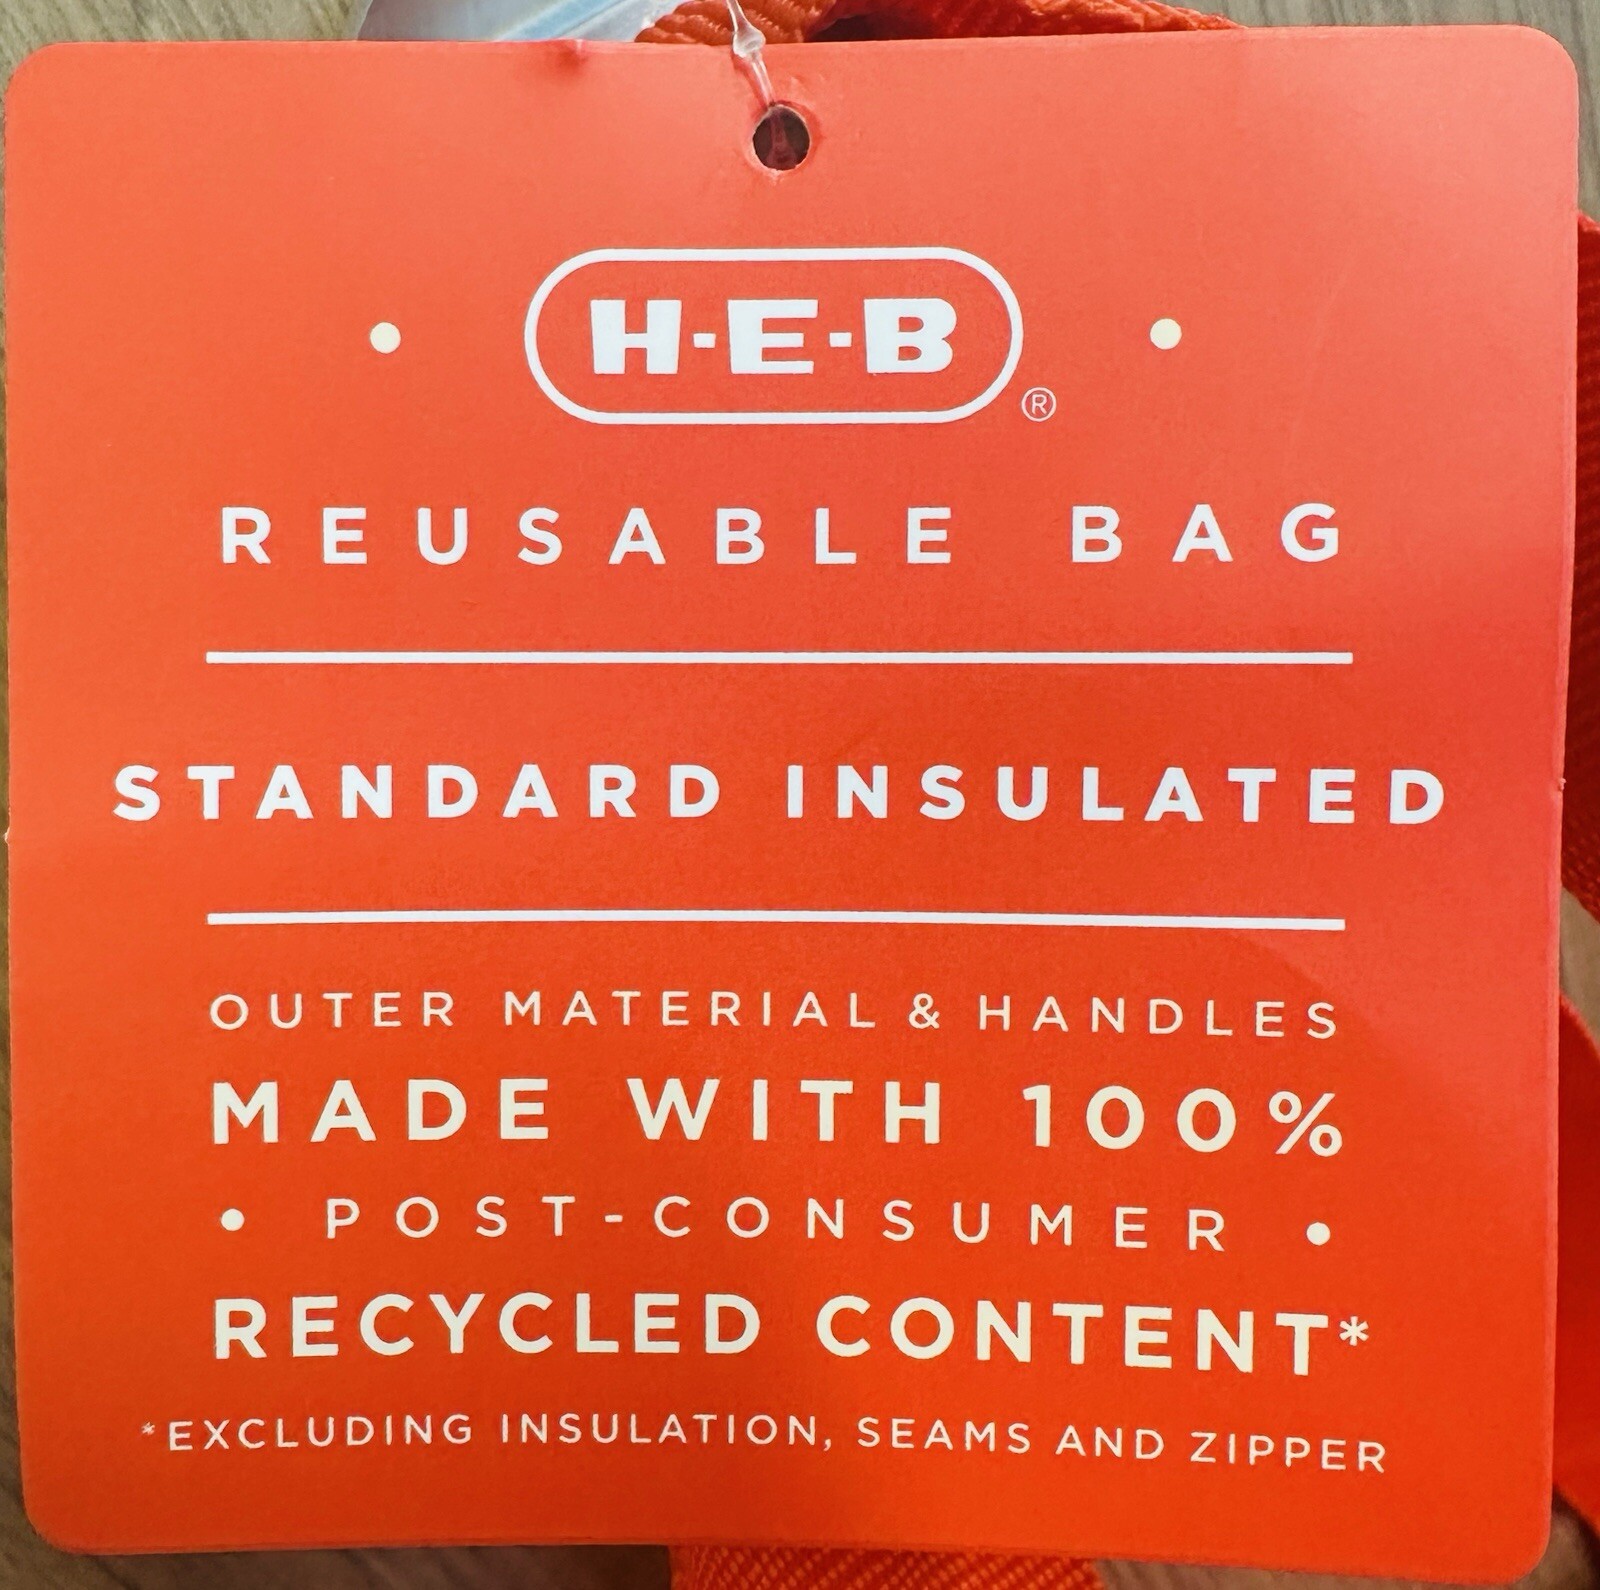 H-E-B®
REUSABLE BAG
STANDARD INSULATED
OUTER MATERIAL & HANDLES
MADE WITH 100%
• POST-CONSUMER •
RECYCLED CONTENT*
*EXCLUDING INSULATION, SEAMS AND ZIPPER